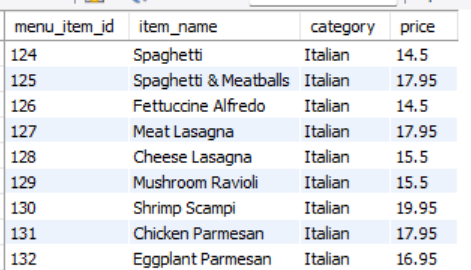 menu_item_id item_name category price
124 Spaghetti Italian 14.5
125 Spaghetti & Meatballs Italian 17.95
126 Fettuccine Alfredo Italian 14.5
127 Meat Lasagna Italian 17.95
128 Cheese Lasagna Italian 15.5
129 Mushroom Ravioli Italian 15.5
130 Shrimp Scampi Italian 19.95
131 Chicken Parmesan Italian 17.95
132 Eggplant Parmesan Italian 16.95